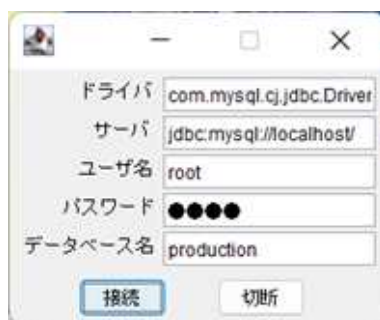 ドライバ com.mysql.cj.jdbc.Driver
サーバ jdbc:mysql://localhost/
ユーザ名 root
パスワード ●●●●
データベース名 production
接続 切断